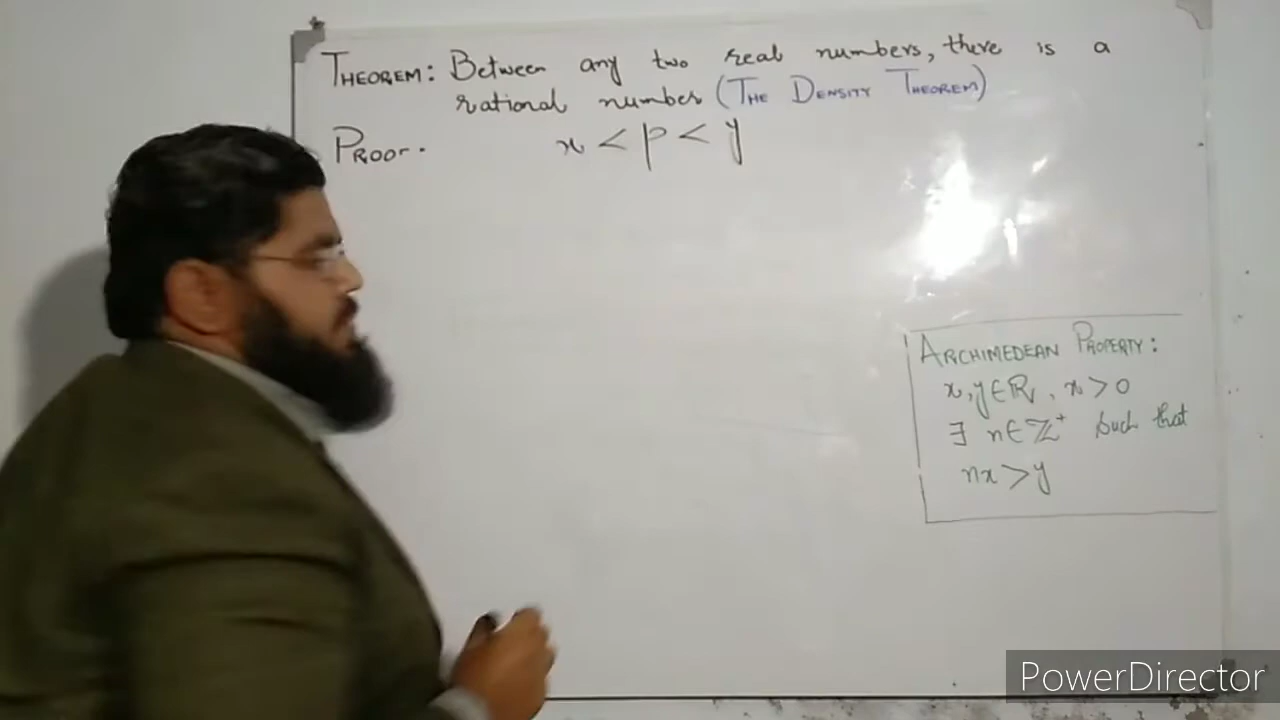 THEOREM: Between any two real numbers, there is a
rational number (THE DENSITY THEOREM)
PROOF. x < p < y
ARCHIMEDEAN PROPERTY:
x, y ∈ ℝ, x > 0
∃ n ∈ ℤ⁺ such that
nx > y
PowerDirector